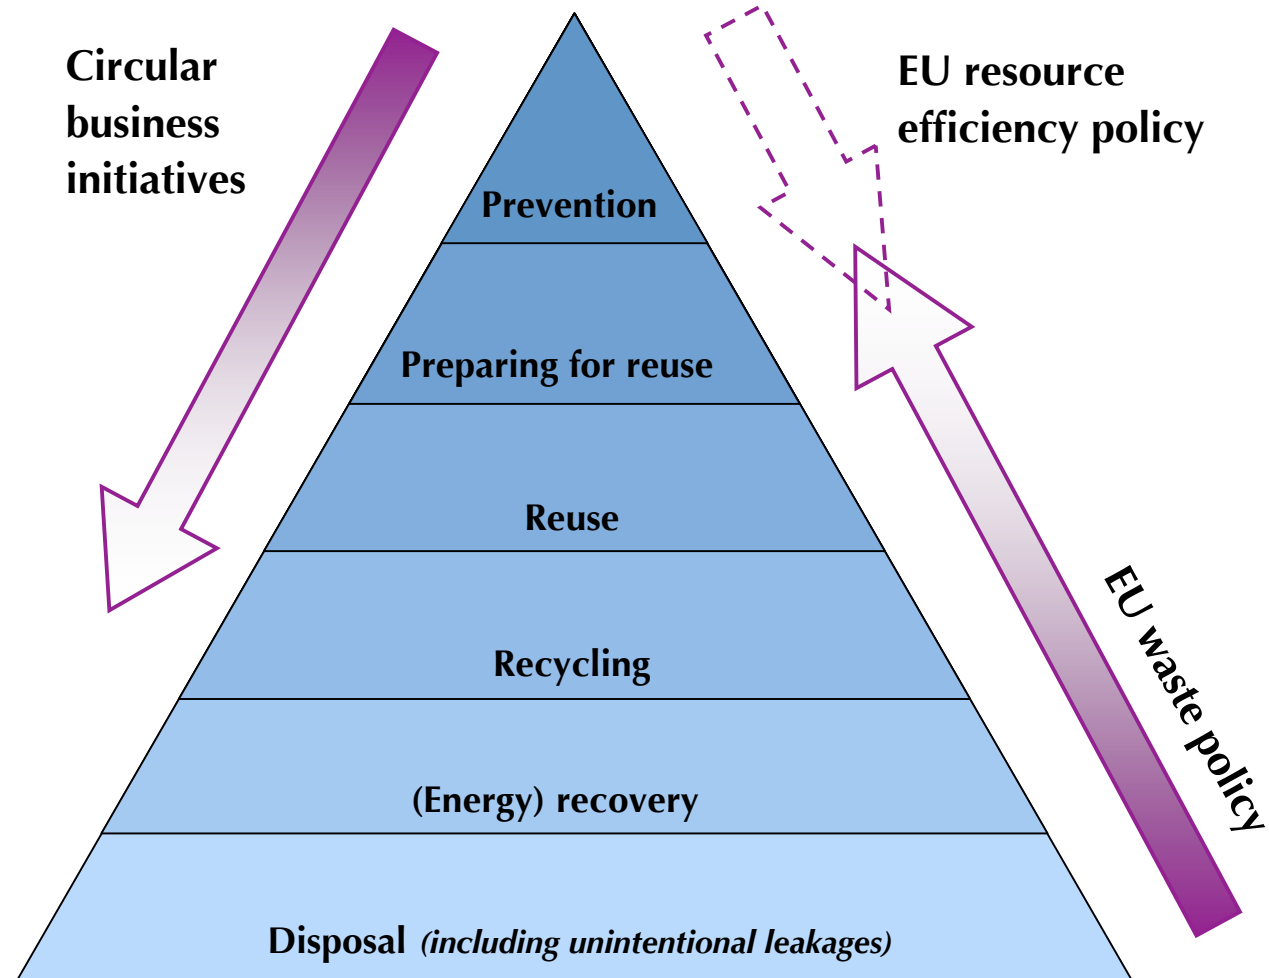 Circular
business
initiatives
EU resource
efficiency policy
Prevention
Preparing for reuse
Reuse
Recycling
(Energy) recovery
Disposal (including unintentional leakages)
EU waste policy